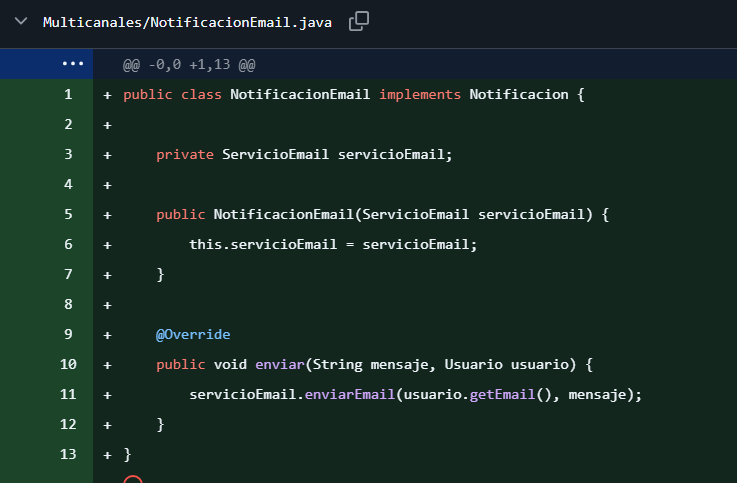 Multicanales/NotificacionEmail.java
... @@ -0,0 +1,13 @@
1 + public class NotificacionEmail implements Notificacion {
2 +
3 +     private ServicioEmail servicioEmail;
4 +
5 +     public NotificacionEmail(ServicioEmail servicioEmail) {
6 +         this.servicioEmail = servicioEmail;
7 +     }
8 +
9 +     @Override
10 +     public void enviar(String mensaje, Usuario usuario) {
11 +         servicioEmail.enviarEmail(usuario.getEmail(), mensaje);
12 +     }
13 + }